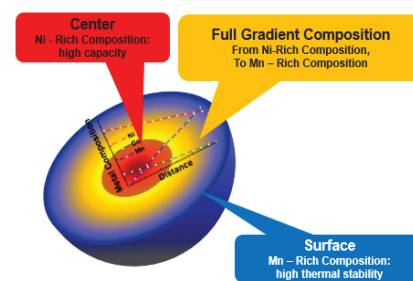 Center
Ni - Rich Composition:
high capacity
Full Gradient Composition
From Ni-Rich Composition,
To Mn – Rich Composition
Metal Composition
Ni
Co
Mn
Distance
Surface
Mn – Rich Composition:
high thermal stability